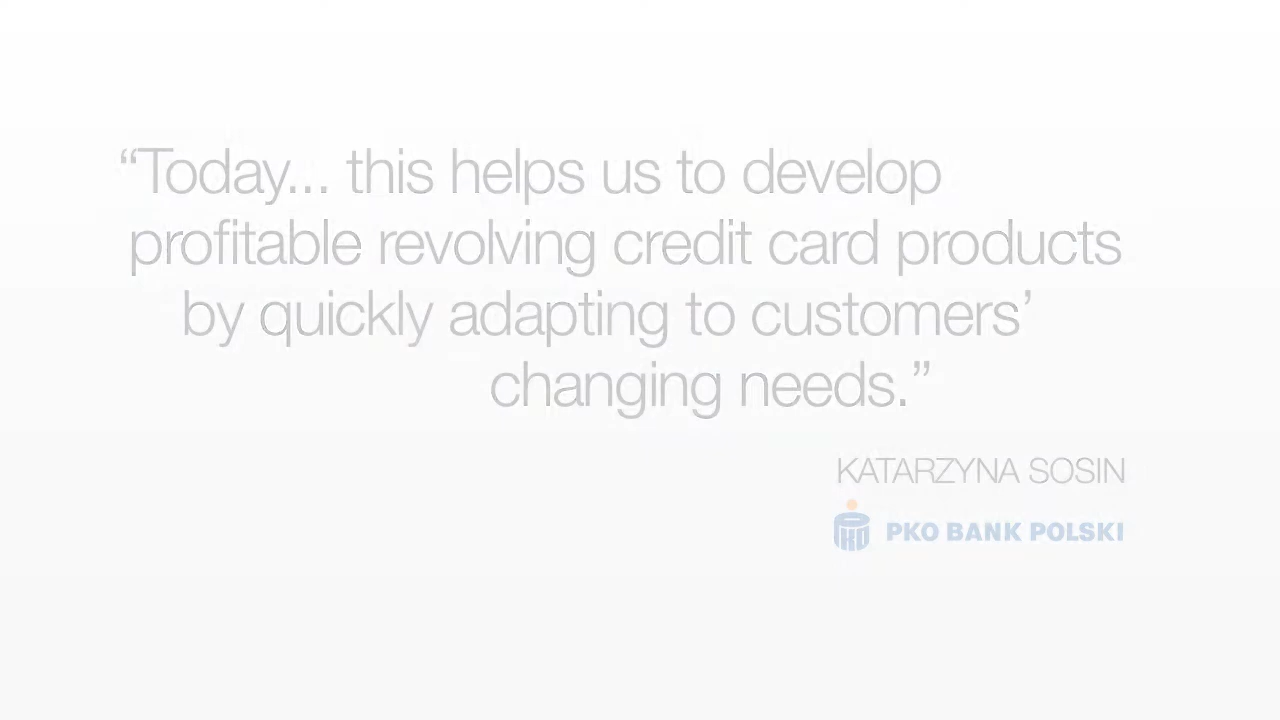 “Today... this helps us to develop
profitable revolving credit card products
by quickly adapting to customers’
changing needs.”
KATARZYNA SOSIN
PKO BANK POLSKI